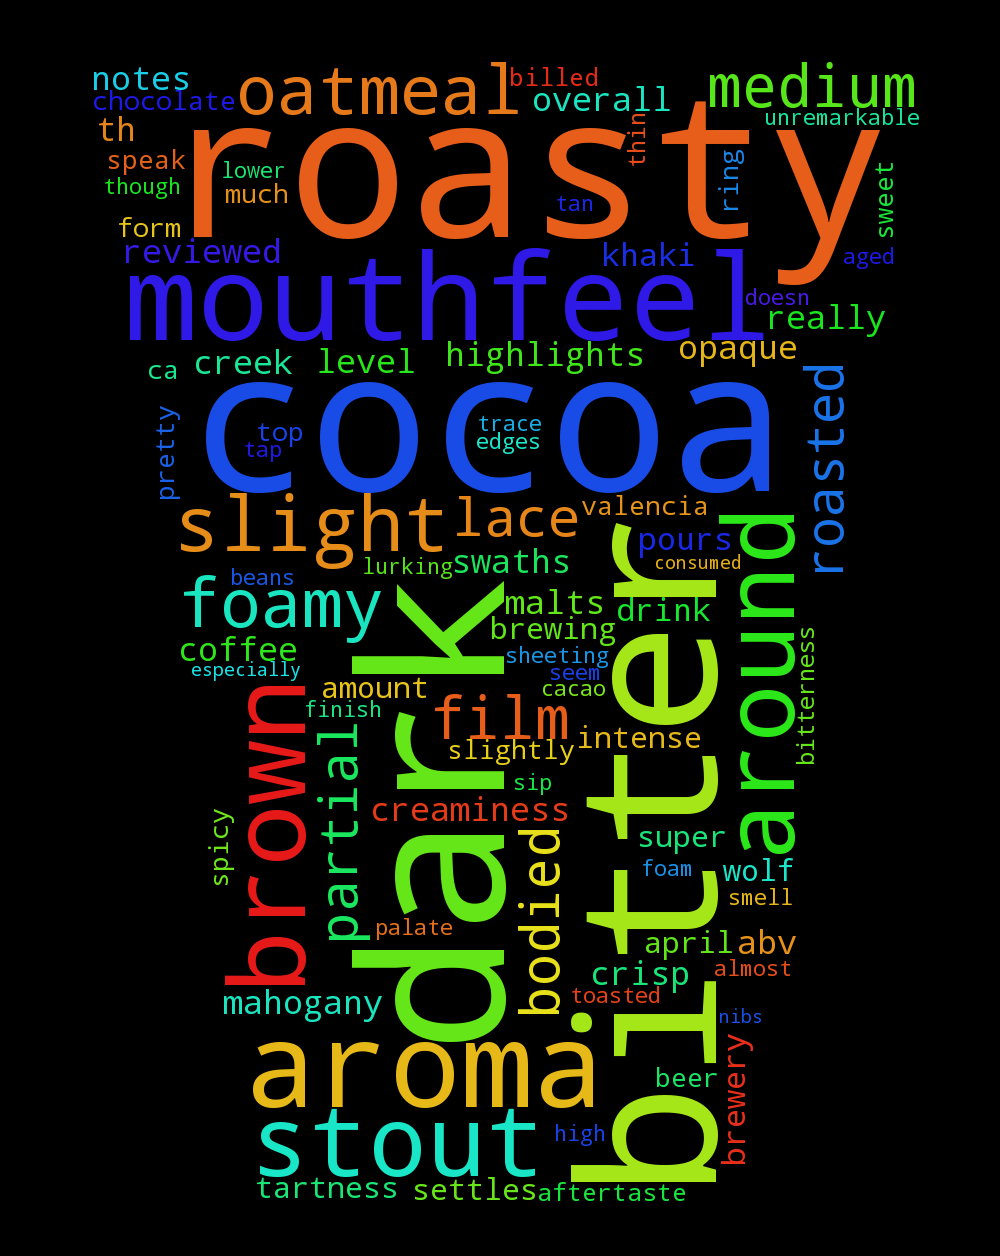 notes
oatmeal
billed
medium
chocolate
overall
th
roasty
thin
unremarkable
speak
lower
ring
sweet
though
much
tan
form
reviewed
khaki
aged
mouthfeel
doesn
really
ca
creek
level
highlights
opaque
pretty
cocoa
top
tap
trace
edges
roasted
slight
lace
valencia
pours
around
lurking
swaths
consumed
beans
foamy
malts
drink
brewing
coffee
especially
sheeting
seem
bitterness
brown
amount
cacao
finish
dark
film
intense
bitter
partial
slightly
sip
creaminess
spicy
bodied
super
foam
wolf
smell
palate
april
abv
mahogany
crisp
almost
toasted
nibs
aroma
beer
brewery
stout
high
tartness
settles
aftertaste